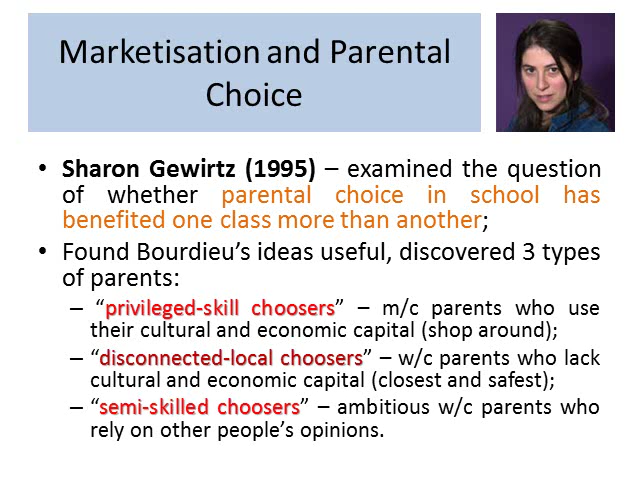 Marketisation and Parental
Choice
• Sharon Gewirtz (1995) – examined the question
of whether parental choice in school has
benefited one class more than another;
• Found Bourdieu’s ideas useful, discovered 3 types
of parents:
– “privileged-skill choosers” – m/c parents who use
their cultural and economic capital (shop around);
– “disconnected-local choosers” – w/c parents who lack
cultural and economic capital (closest and safest);
– “semi-skilled choosers” – ambitious w/c parents who
rely on other people’s opinions.